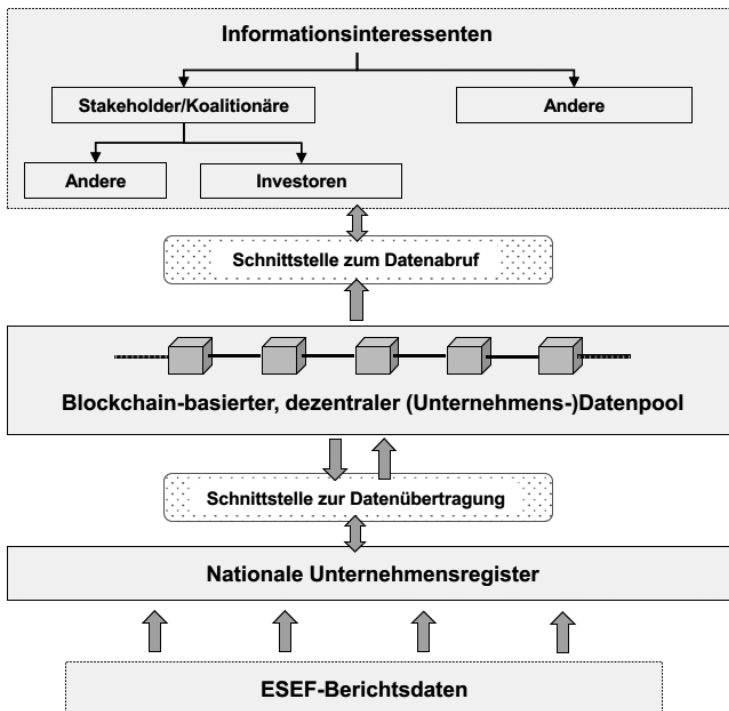 Informationsinteressenten
Stakeholder/Koalitionäre
Andere
Andere
Investoren
Schnittstelle zum Datenabruf
Blockchain-basierter, dezentraler (Unternehmens-)Datenpool
Schnittstelle zur Datenübertragung
Nationale Unternehmensregister
ESEF-Berichtsdaten